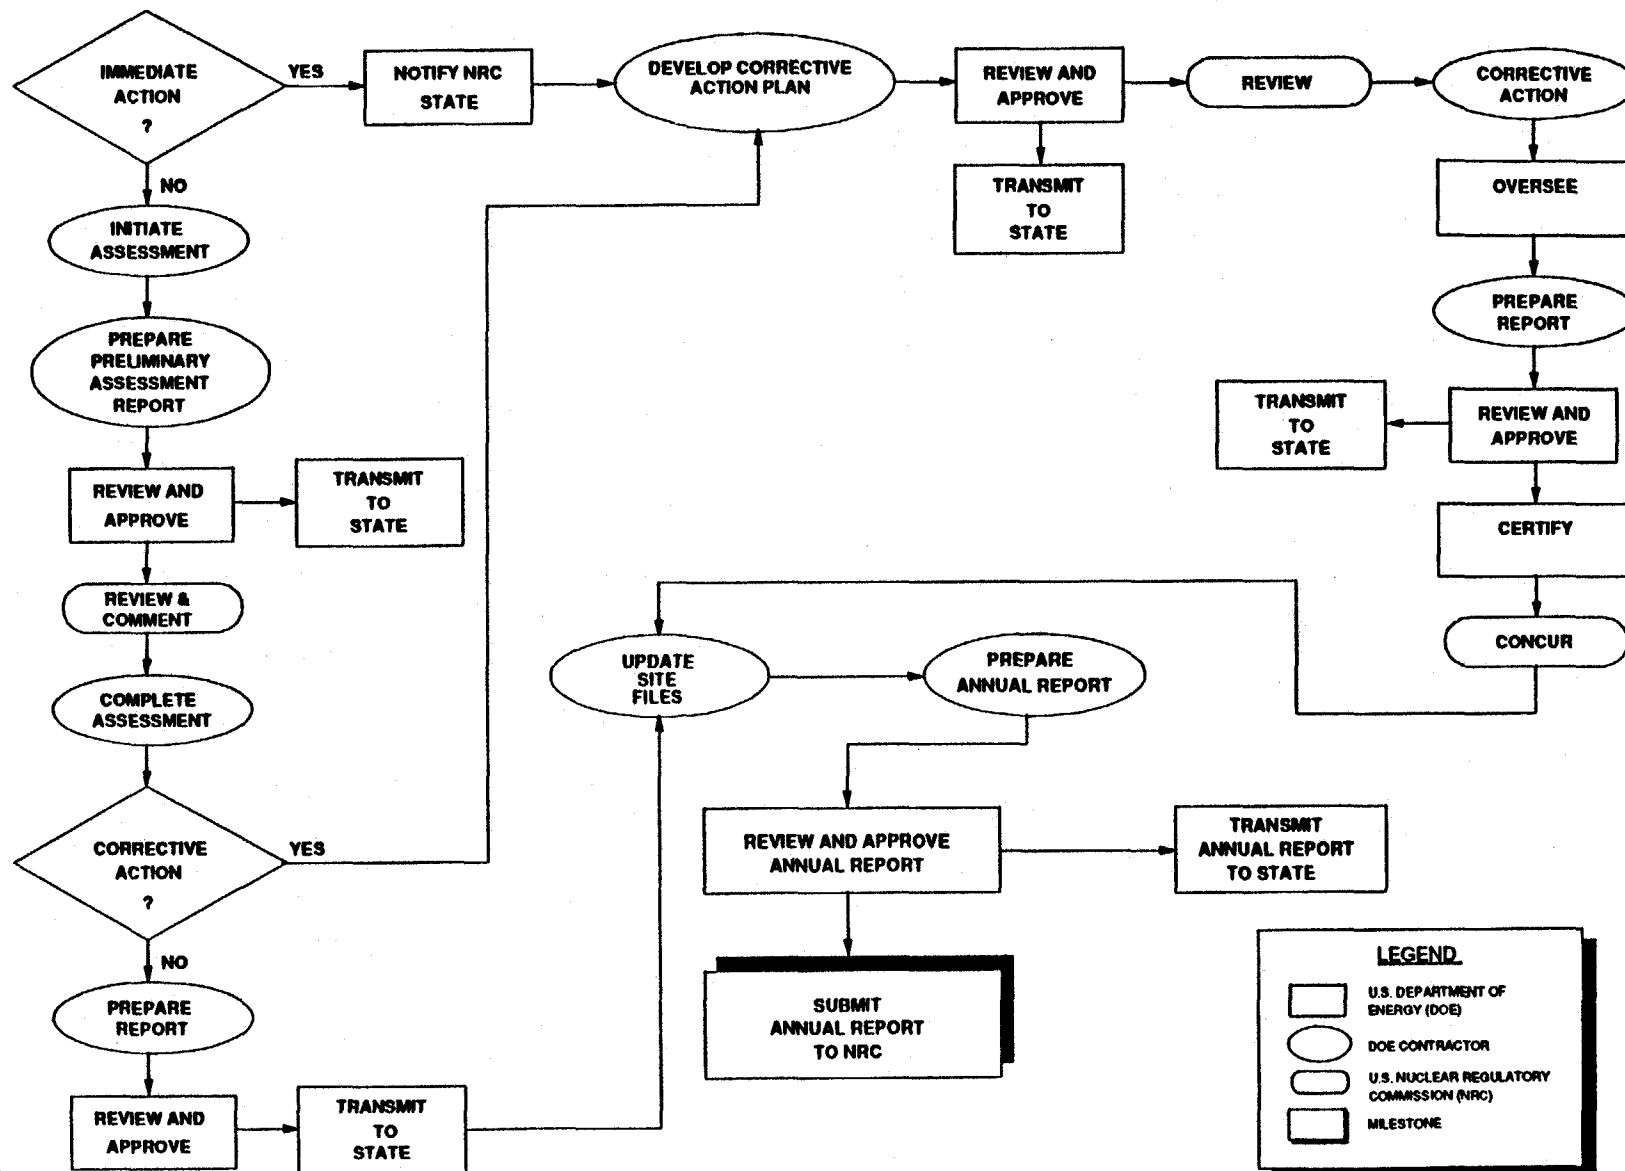 IMMEDIATE
ACTION
?
YES
NOTIFY NRC
STATE
DEVELOP CORRECTIVE
ACTION PLAN
REVIEW AND
APPROVE
REVIEW
CORRECTIVE
ACTION
NO
TRANSMIT
TO
STATE
OVERSEE
INITIATE
ASSESSMENT
PREPARE
REPORT
PREPARE
PRELIMINARY
ASSESSMENT
REPORT
TRANSMIT
TO
STATE
REVIEW AND
APPROVE
REVIEW AND
APPROVE
TRANSMIT
TO
STATE
CERTIFY
REVIEW &
COMMENT
CONCUR
UPDATE
SITE
FILES
PREPARE
ANNUAL REPORT
COMPLETE
ASSESSMENT
CORRECTIVE
ACTION
?
YES
REVIEW AND APPROVE
ANNUAL REPORT
TRANSMIT
ANNUAL REPORT
TO STATE
NO
PREPARE
REPORT
SUBMIT
ANNUAL REPORT
TO NRC
REVIEW AND
APPROVE
TRANSMIT
TO
STATE
LEGEND
U.S. DEPARTMENT OF
ENERGY (DOE)
DOE CONTRACTOR
U.S. NUCLEAR REGULATORY
COMMISSION (NRC)
MILESTONE